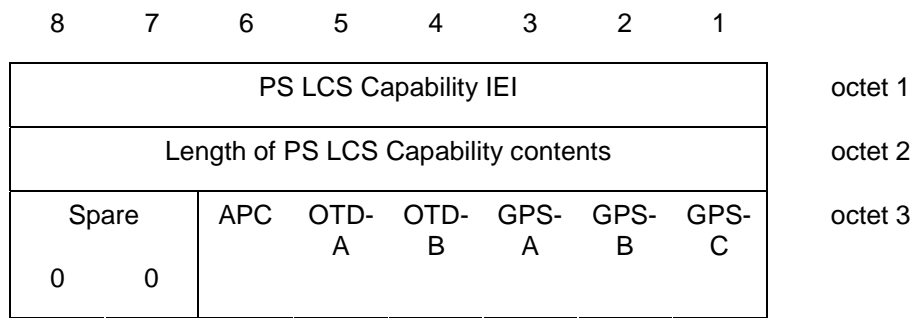 8 7 6 5 4 3 2 1
PS LCS Capability IEI octet 1
Length of PS LCS Capability contents octet 2
Spare APC OTD- OTD- GPS- GPS- GPS- octet 3
A B A B C
0 0